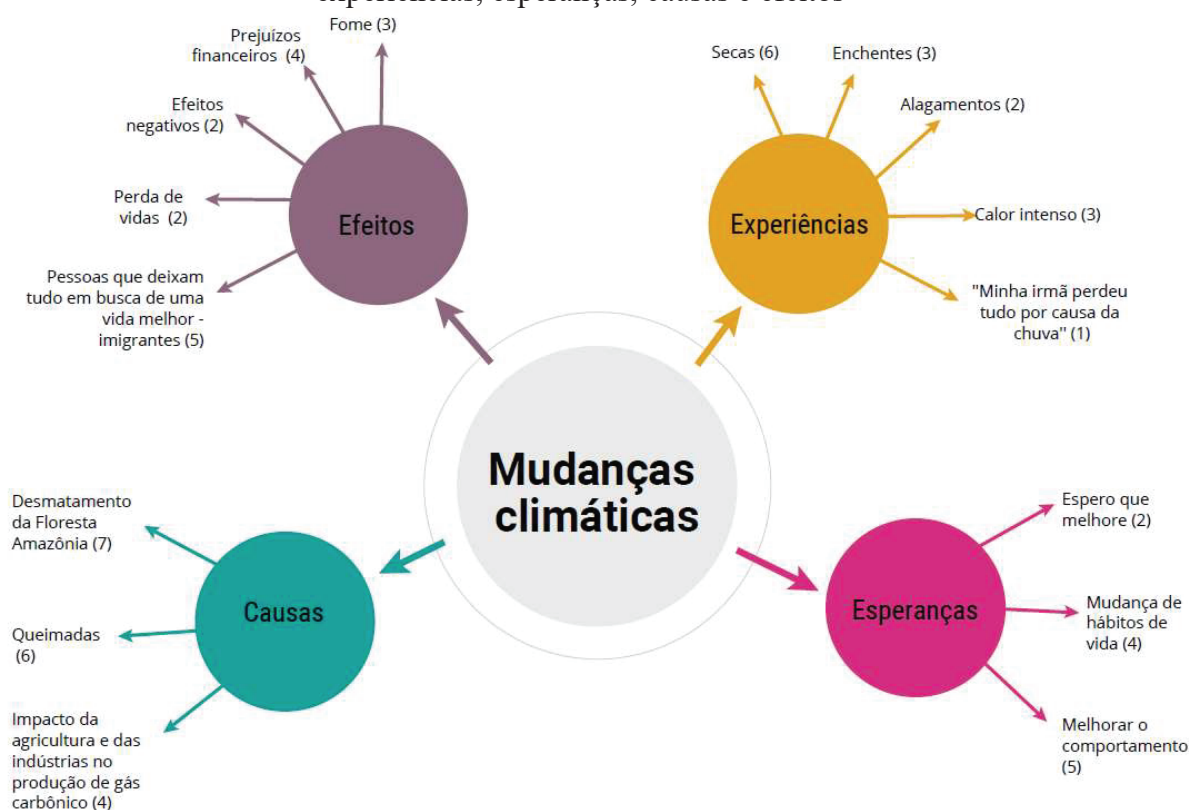 experiências, esperanças, causas e efeitos
Fome (3)
Prejuízos
financeiros (4)
Efeitos
negativos (2)
Perda de
vidas (2)
Pessoas que deixam
tudo em busca de uma
vida melhor -
imigrantes (5)
Efeitos
Secas (6)
Enchentes (3)
Alagamentos (2)
Calor intenso (3)
"Minha irmã perdeu
tudo por causa da
chuva" (1)
Experiências
Mudanças
climáticas
Desmatamento
da Floresta
Amazônia (7)
Queimadas
(6)
Impacto da
agricultura e das
indústrias no
produção de gás
carbônico (4)
Causas
Esperanças
Espero que
melhore (2)
Mudança de
hábitos de
vida (4)
Melhorar o
comportamento
(5)